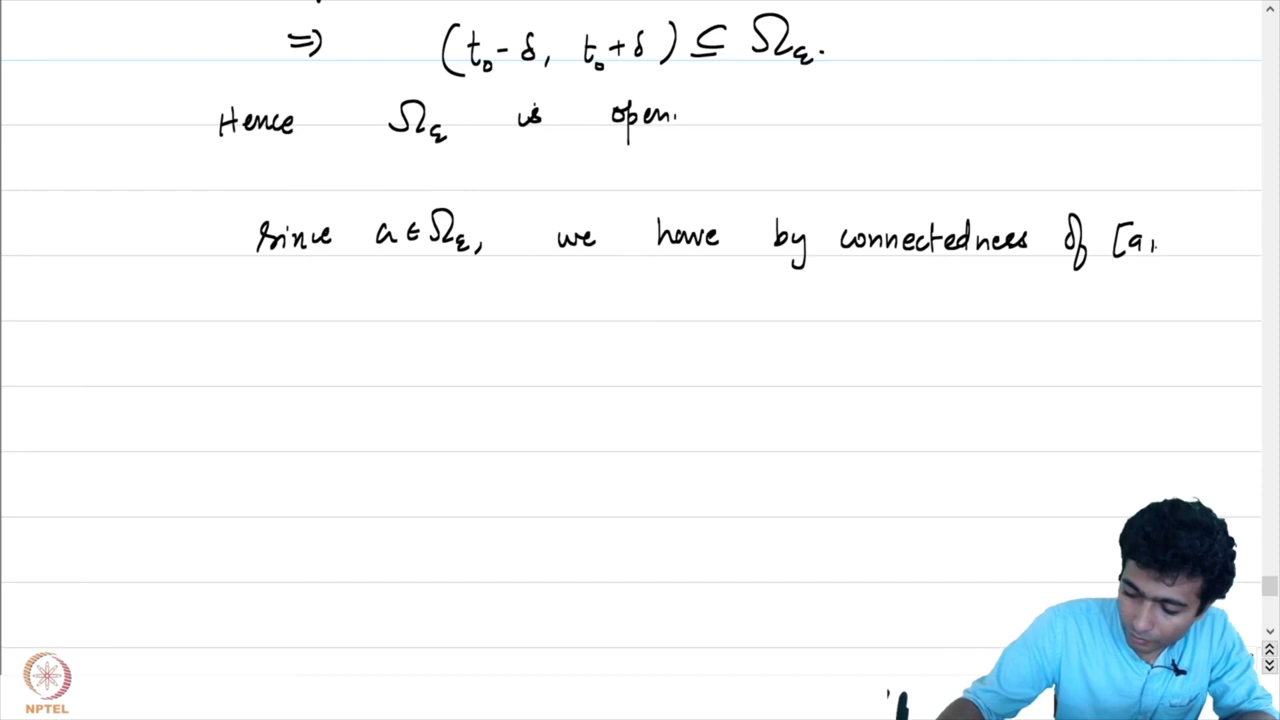 ⇒ (t₀ - δ, t₀ + δ) ⊆ Ω_ε.
Hence Ω_ε is open.
Since a ∈ Ω_ε, we have by connectedness of [a,
NPTEL